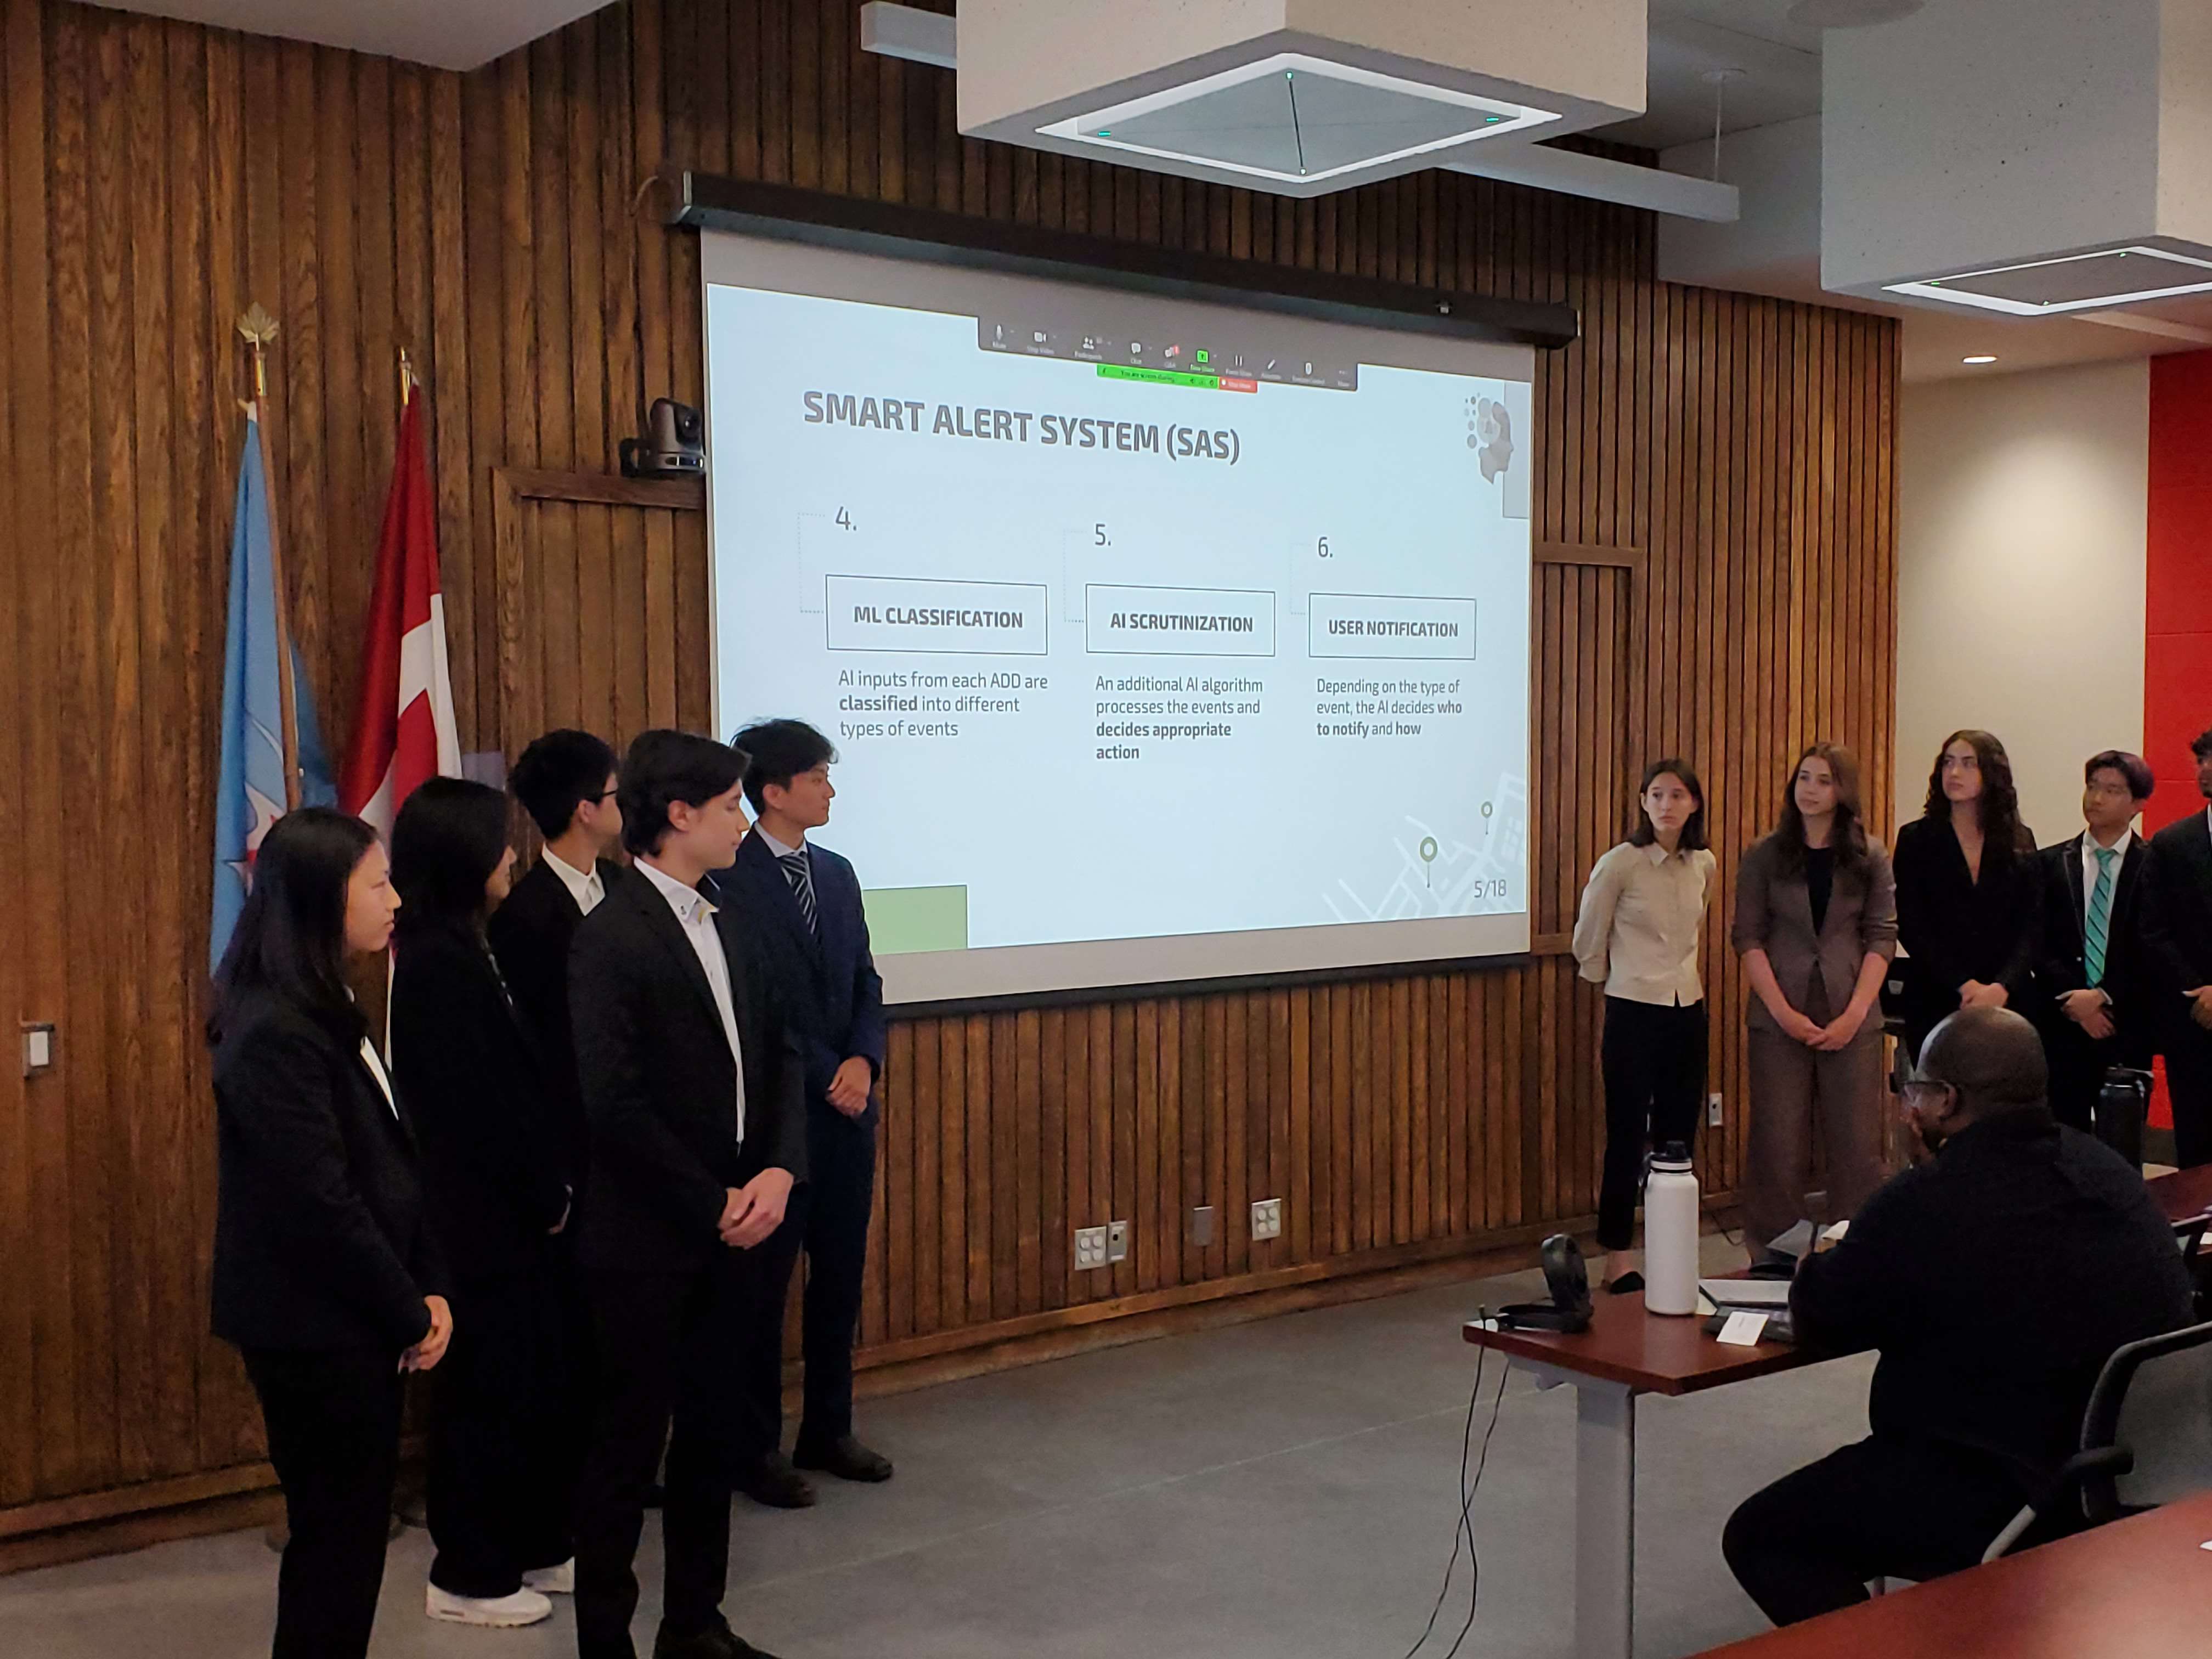 SMART ALERT SYSTEM (SAS)
4.
ML CLASSIFICATION
AI inputs from each ADD are
classified into different
types of events
5.
AI SCRUTINIZATION
An additional AI algorithm
processes the events and
decides appropriate
action
6.
USER NOTIFICATION
Depending on the type of
event, the AI decides who
to notify and how
5/18